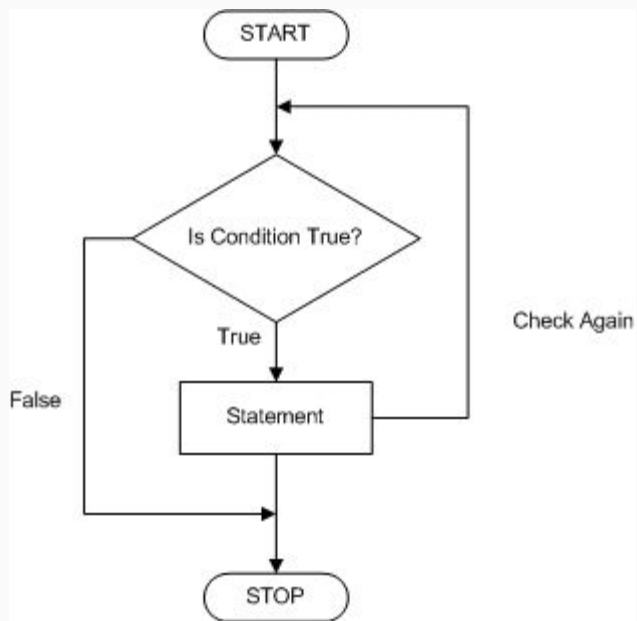 START
Is Condition True?
True
Check Again
False
Statement
STOP